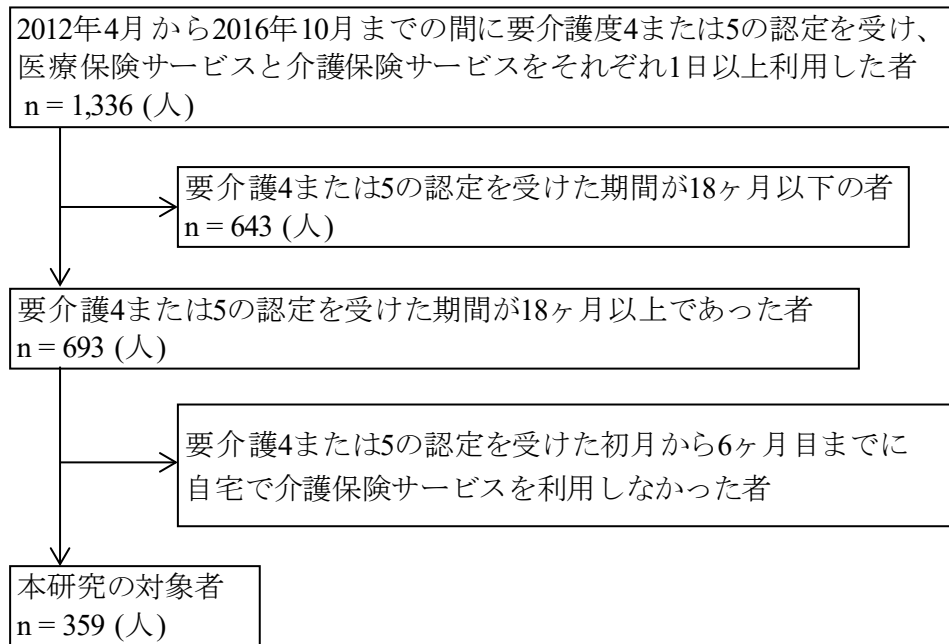 2012年4月から2016年10月までの間に要介護度4または5の認定を受け、
医療保険サービスと介護保険サービスをそれぞれ1日以上利用した者
n = 1,336 (人)
要介護4または5の認定を受けた期間が18ヶ月以下の者
n = 643 (人)
要介護4または5の認定を受けた期間が18ヶ月以上であった者
n = 693 (人)
要介護4または5の認定を受けた初月から6ヶ月目までに
自宅で介護保険サービスを利用しなかった者
本研究の対象者
n = 359 (人)